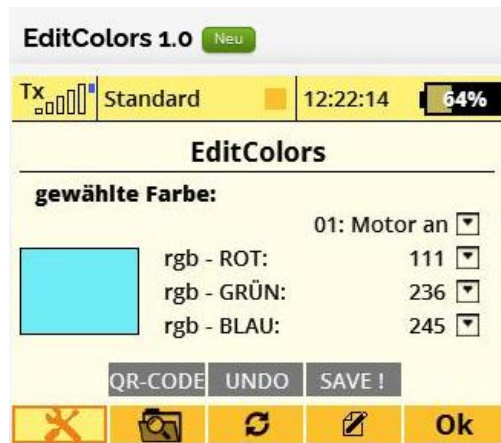 EditColors 1.0 Neu
Tx Standard 12:22:14 64%
EditColors
gewählte Farbe:
01: Motor an
rgb - ROT: 111
rgb - GRÜN: 236
rgb - BLAU: 245
QR-CODE UNDO SAVE !
Ok